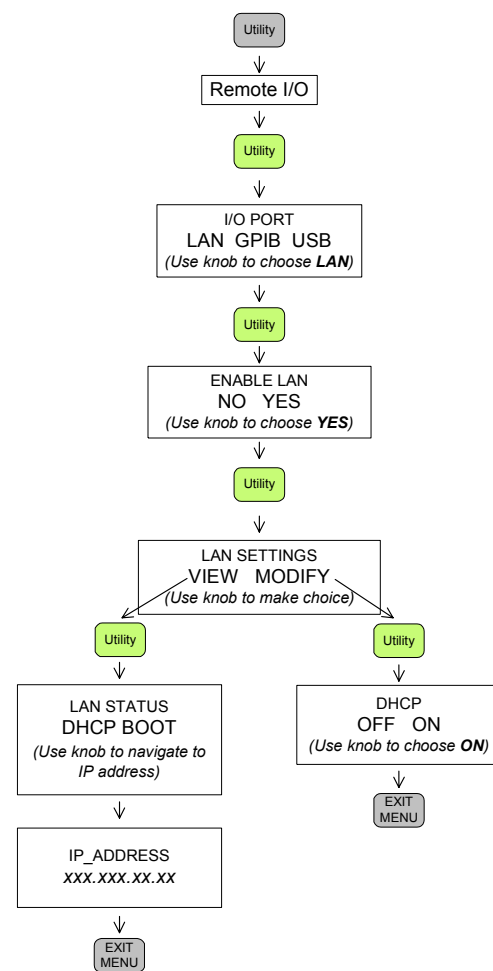 Utility
Remote I/O
Utility
I/O PORT
LAN GPIB USB
(Use knob to choose LAN)
Utility
ENABLE LAN
NO YES
(Use knob to choose YES)
Utility
LAN SETTINGS
VIEW MODIFY
(Use knob to make choice)
Utility
LAN STATUS
DHCP BOOT
(Use knob to navigate to
IP address)
IP_ADDRESS
xxx.xxx.xx.xx
EXIT
MENU
Utility
DHCP
OFF ON
(Use knob to choose ON)
EXIT
MENU